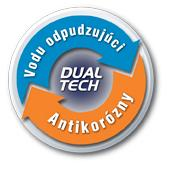 Vodu odpudzujúci
DUAL
TECH
Antikorózny